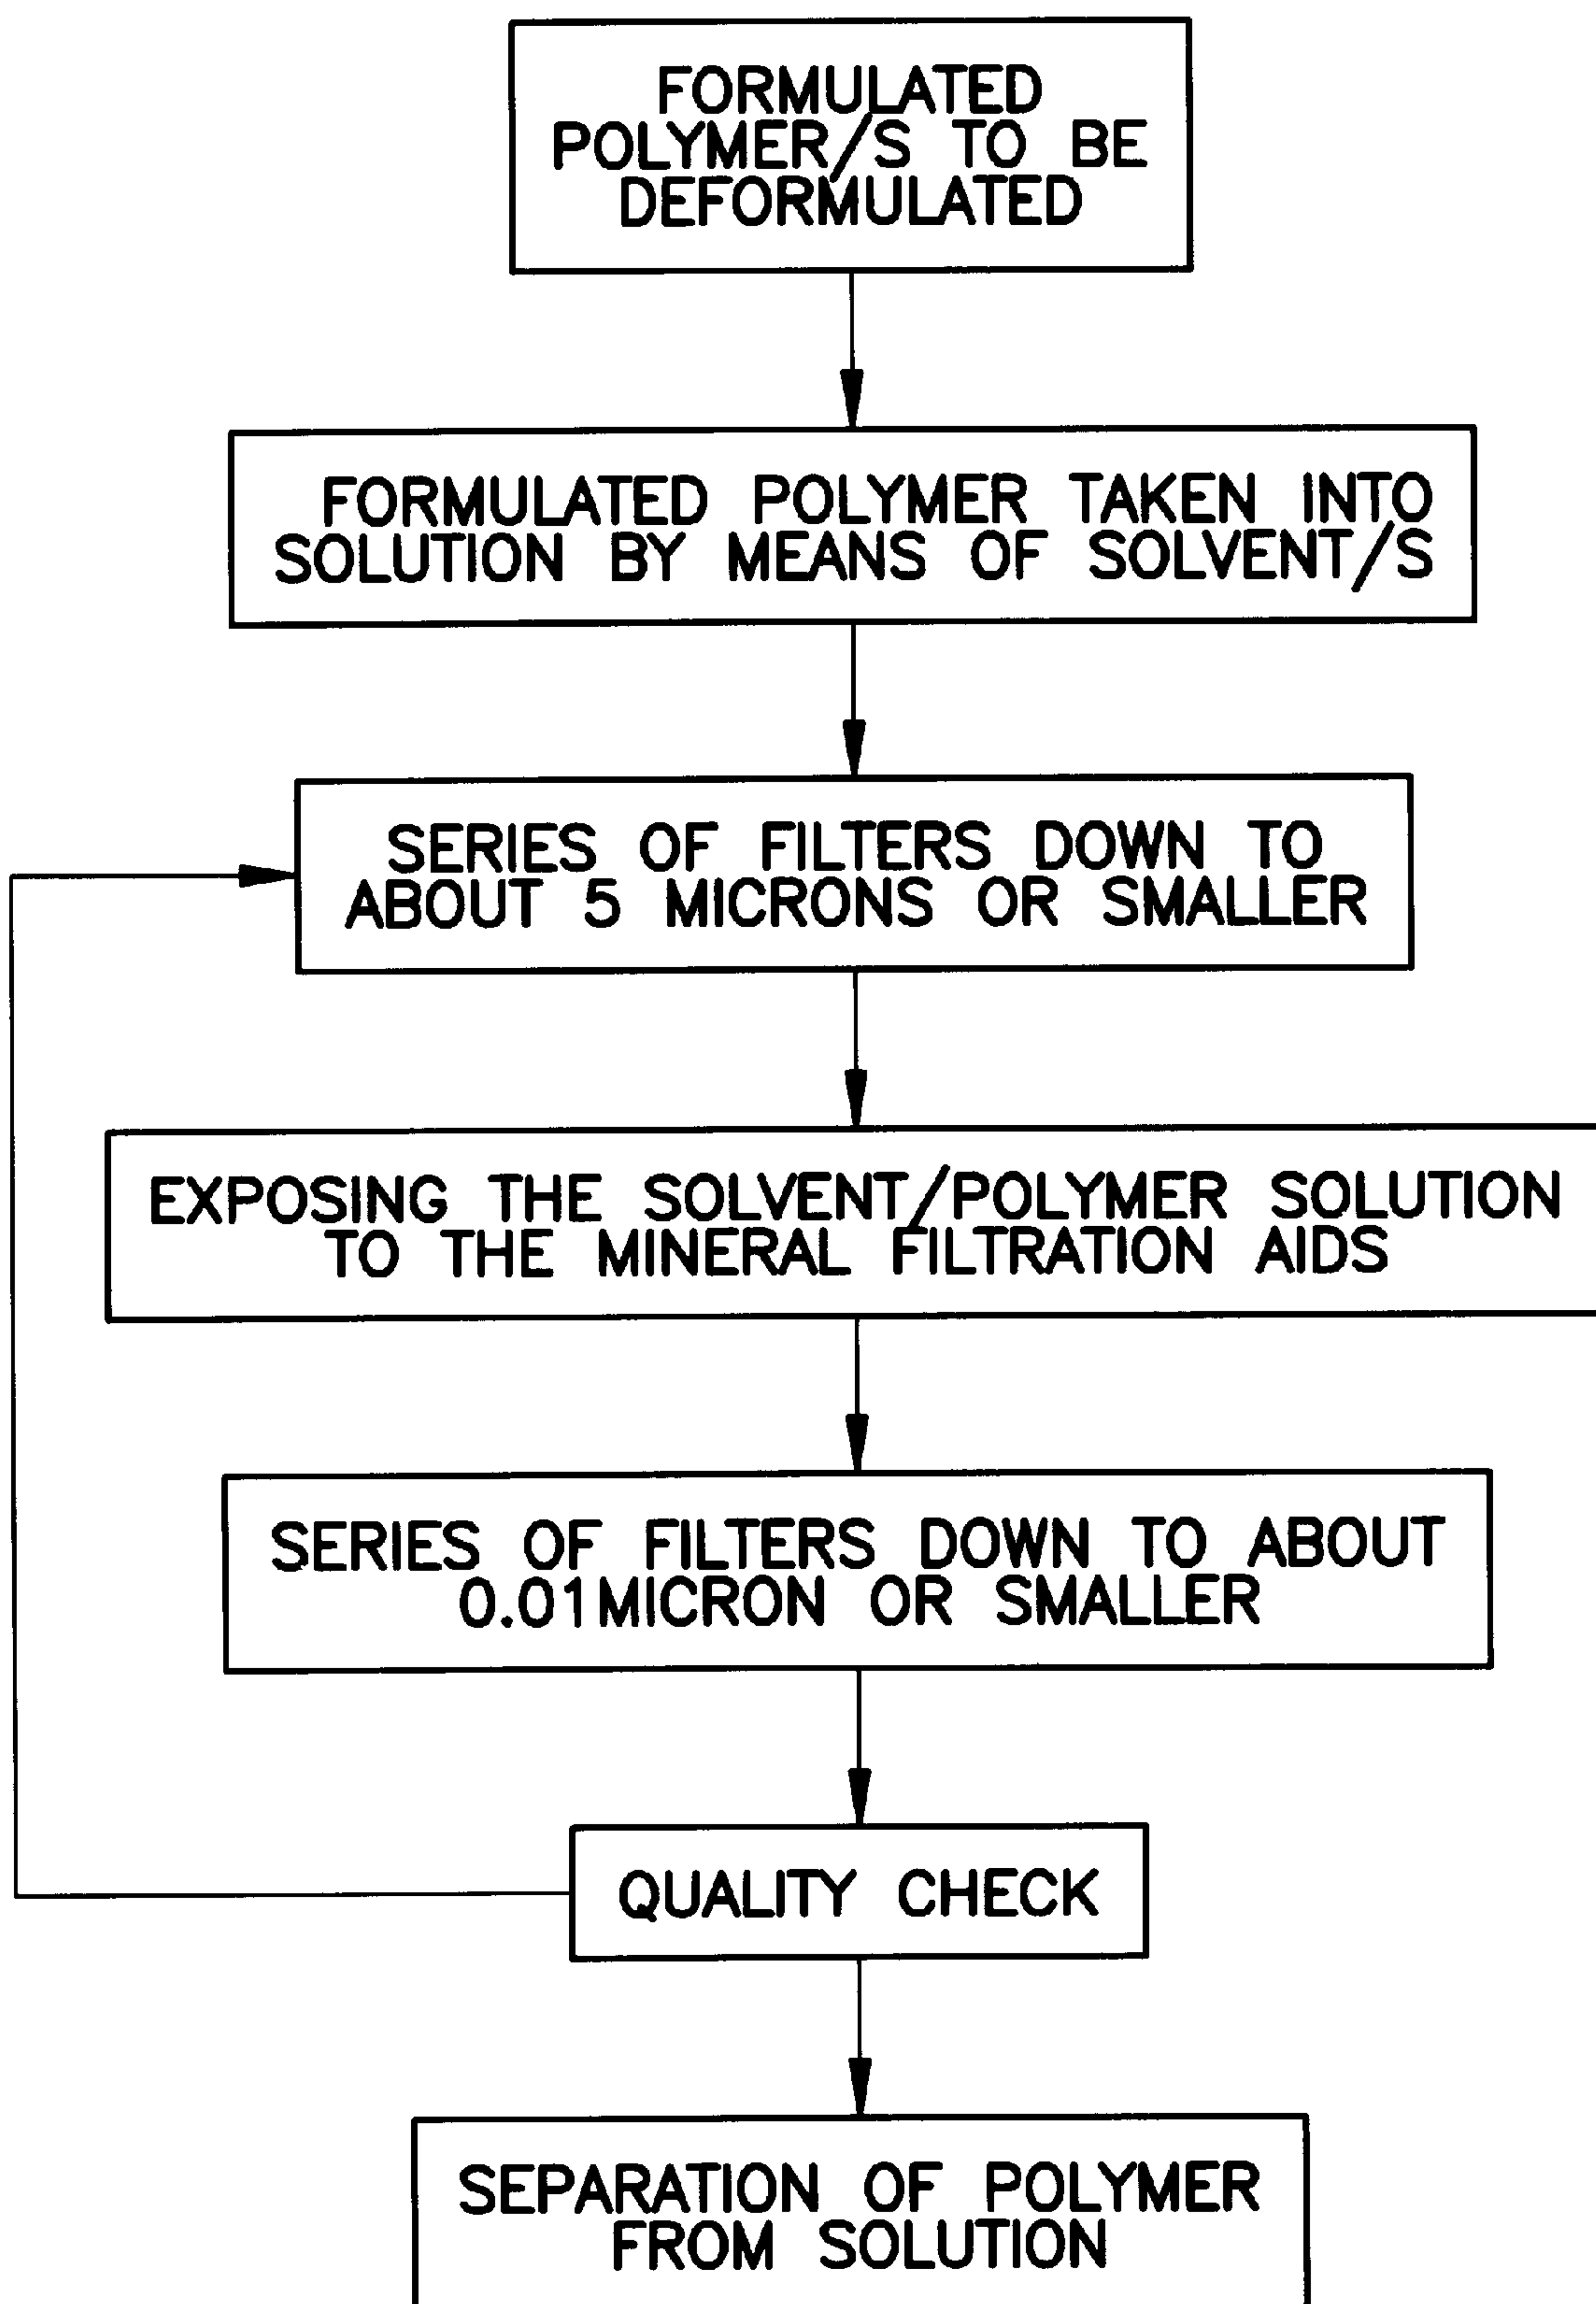 FORMULATED
POLYMER/S TO BE
DEFORMULATED
FORMULATED POLYMER TAKEN INTO
SOLUTION BY MEANS OF SOLVENT/S
SERIES OF FILTERS DOWN TO
ABOUT 5 MICRONS OR SMALLER
EXPOSING THE SOLVENT/POLYMER SOLUTION
TO THE MINERAL FILTRATION AIDS
SERIES OF FILTERS DOWN TO ABOUT
0.01MICRON OR SMALLER
QUALITY CHECK
SEPARATION OF POLYMER
FROM SOLUTION